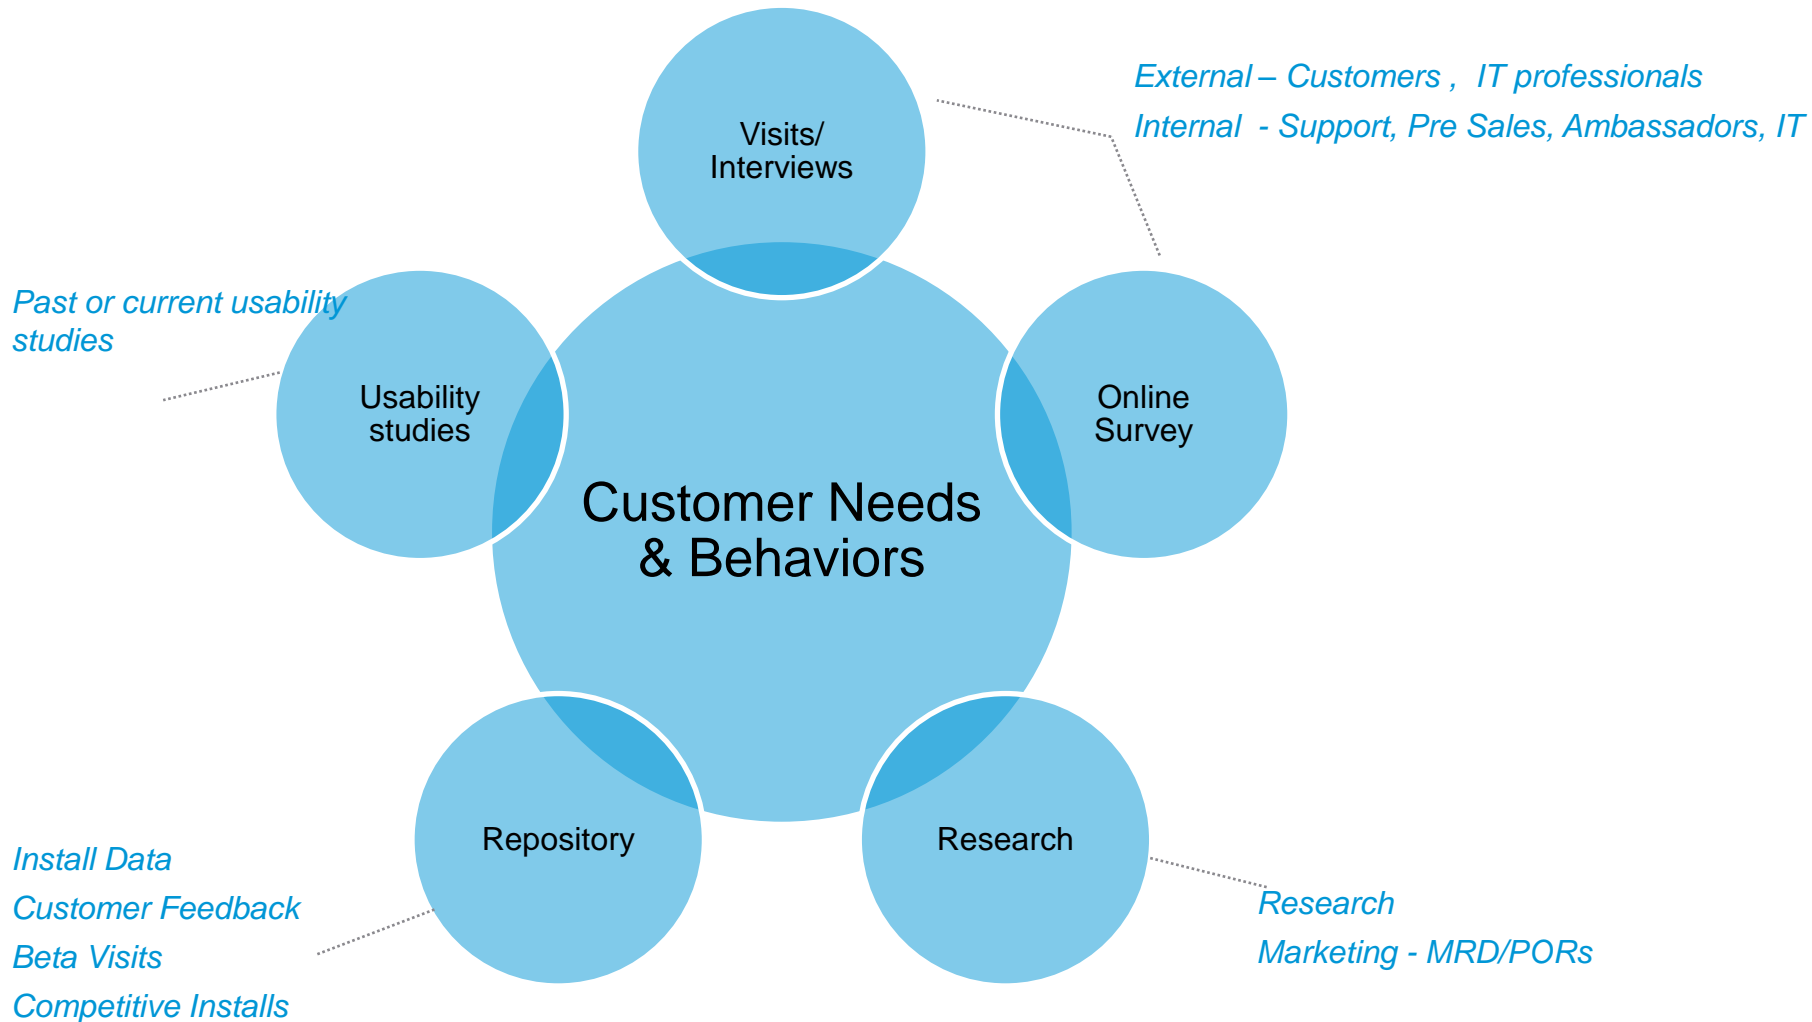 External – Customers ,  IT professionals
Internal  - Support, Pre Sales, Ambassadors, IT
Visits/
Interviews
Past or current usability
studies
Usability
studies
Online
Survey
Customer Needs
& Behaviors
Repository
Research
Install Data
Customer Feedback
Beta Visits
Competitive Installs
Research
Marketing - MRD/PORs